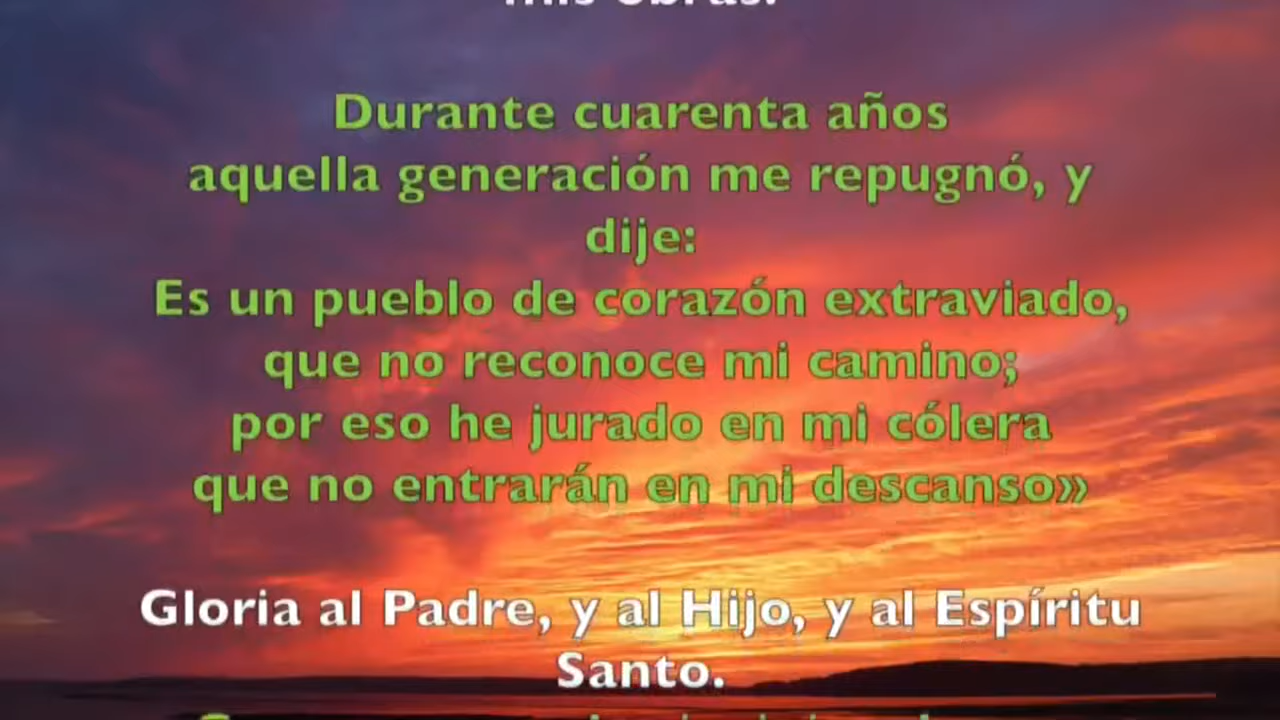 mis obras.
Durante cuarenta años
aquella generación me repugnó, y
dije:
Es un pueblo de corazón extraviado,
que no reconoce mi camino;
por eso he jurado en mi cólera
que no entrarán en mi descanso»
Gloria al Padre, y al Hijo, y al Espíritu
Santo.